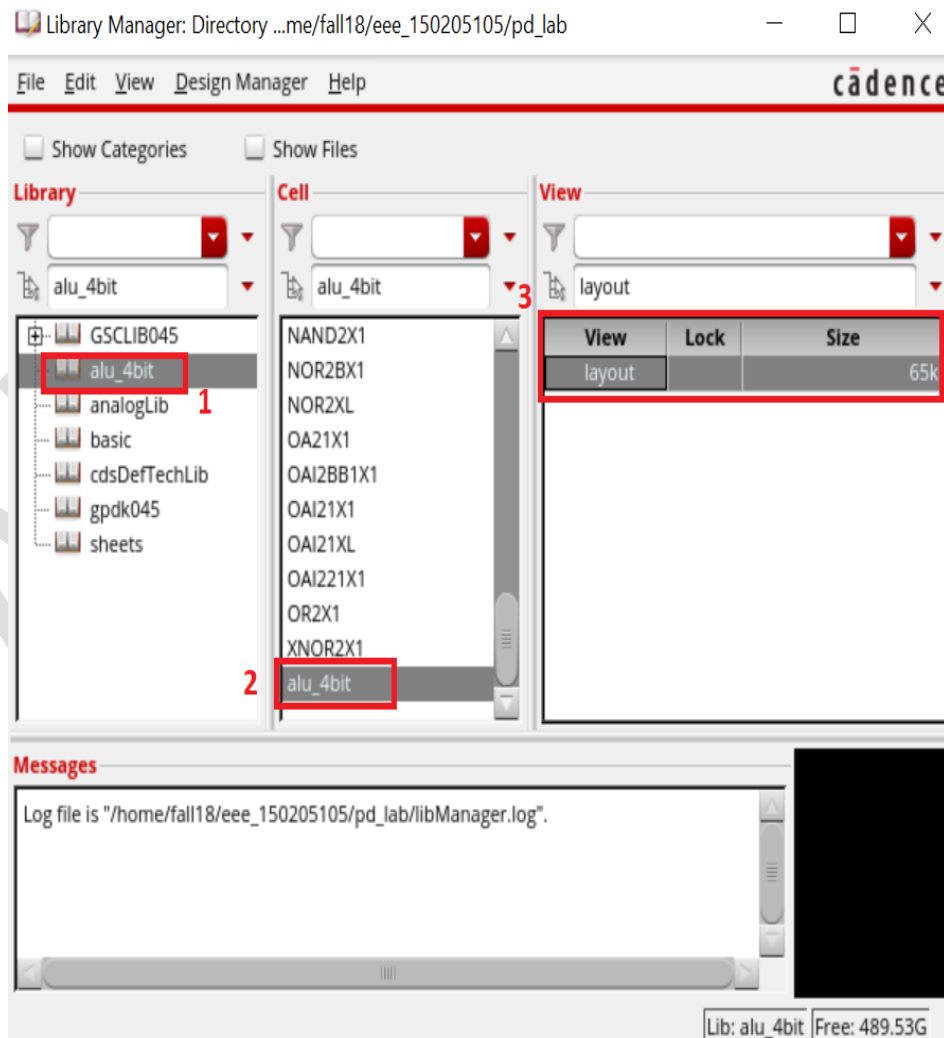 Library Manager: Directory ...me/fall18/eee_150205105/pd_lab
File Edit View Design Manager Help
cādence
Show Categories Show Files
Library Cell View
alu_4bit alu_4bit 3 layout
GSCLIB045
alu_4bit 1
analogLib
basic
cdsDefTechLib
gpdk045
sheets
NAND2X1
NOR2BX1
NOR2XL
OA21X1
OAI2BB1X1
OAI21X1
OAI21XL
OAI221X1
OR2X1
XNOR2X1
2 alu_4bit
View Lock Size
layout 65k
Messages
Log file is "/home/fall18/eee_150205105/pd_lab/libManager.log".
Lib: alu_4bit Free: 489.53G